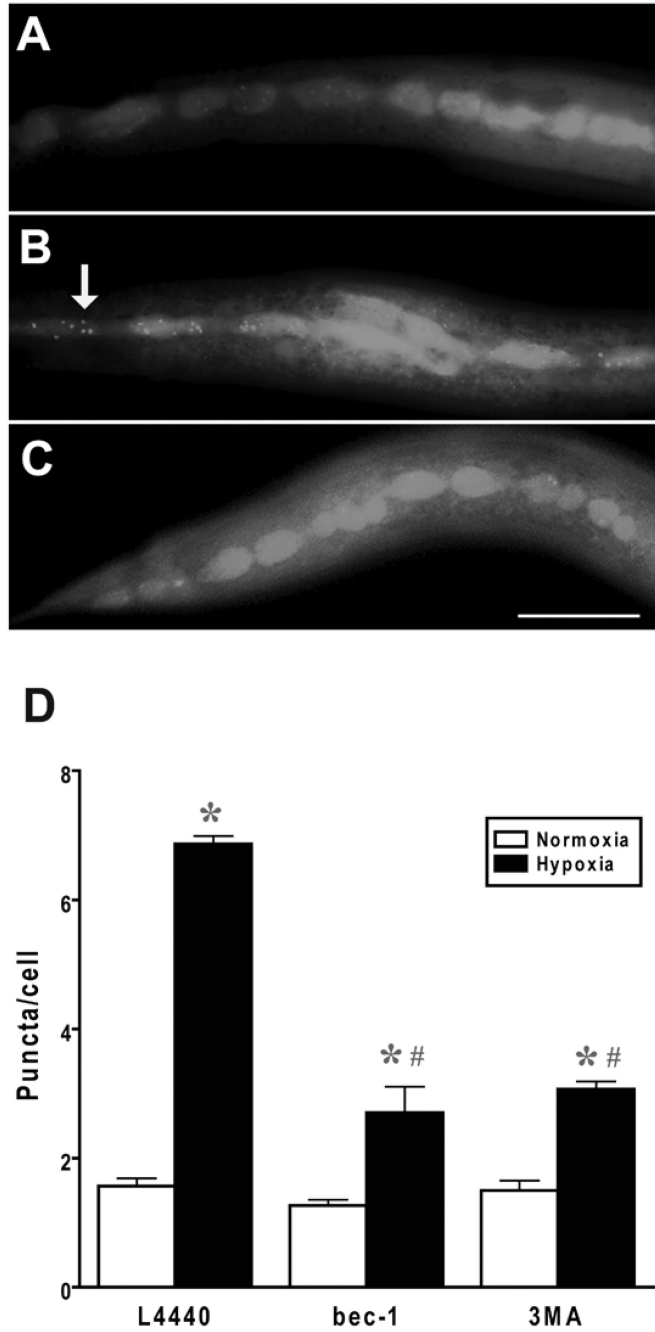 A
B
C
D
8
6
4
2
0
Puncta/cell
*
* #
* #
Normoxia
Hypoxia
L4440
bec-1
3MA